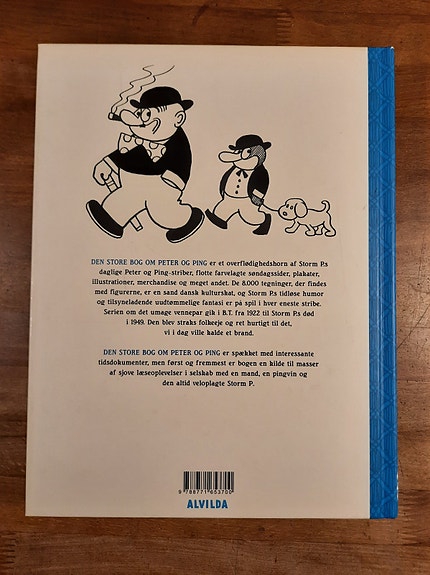 DEN STORE BOG OM PETER OG PING er et overflødighedshorn af Storm P.s
daglige Peter og Ping-striber, flotte farvelagte søndagssider, plakater,
illustrationer, merchandise og meget andet. De 8.000 tegninger, der findes
med figurerne, er en sand dansk kulturskat, og Storm P.s tidløse humor
og tilsyneladende uudtømmelige fantasi er på spil i hver eneste stribe.
Serien om det umage vennepar gik i B.T. fra 1922 til Storm P.s død
i 1949. Den blev straks folkeeje og ret hurtigt til det,
vi i dag ville kalde et brand.
DEN STORE BOG OM PETER OG PING er spækket med interessante
tidsdokumenter, men først og fremmest er bogen en kilde til masser
af sjove læseoplevelser i selskab med en mand, en pingvin og
den altid veloplagte Storm P.
9 788771 653700
ALVILDA